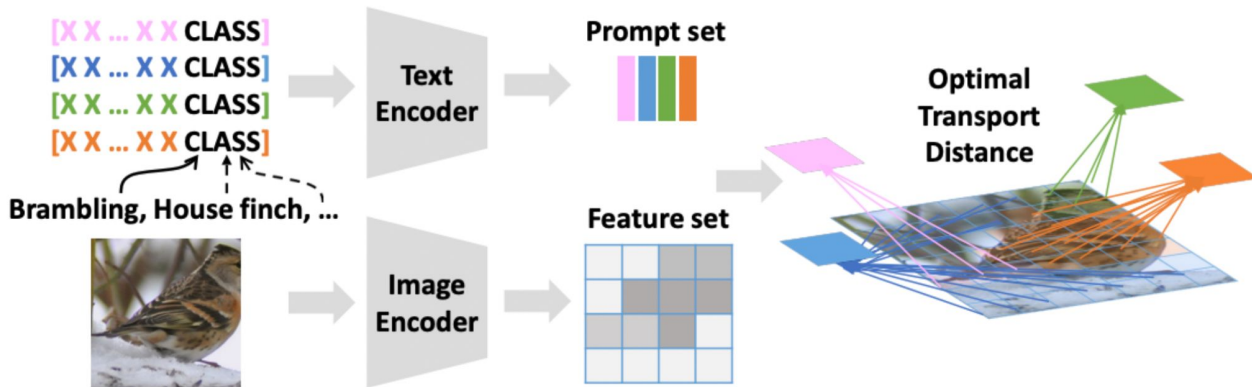 [X X ... X X CLASS]
[X X ... X X CLASS]
[X X ... X X CLASS]
[X X ... X X CLASS]
Brambling, House finch, ...
Text
Encoder
Image
Encoder
Prompt set
Feature set
Optimal
Transport
Distance